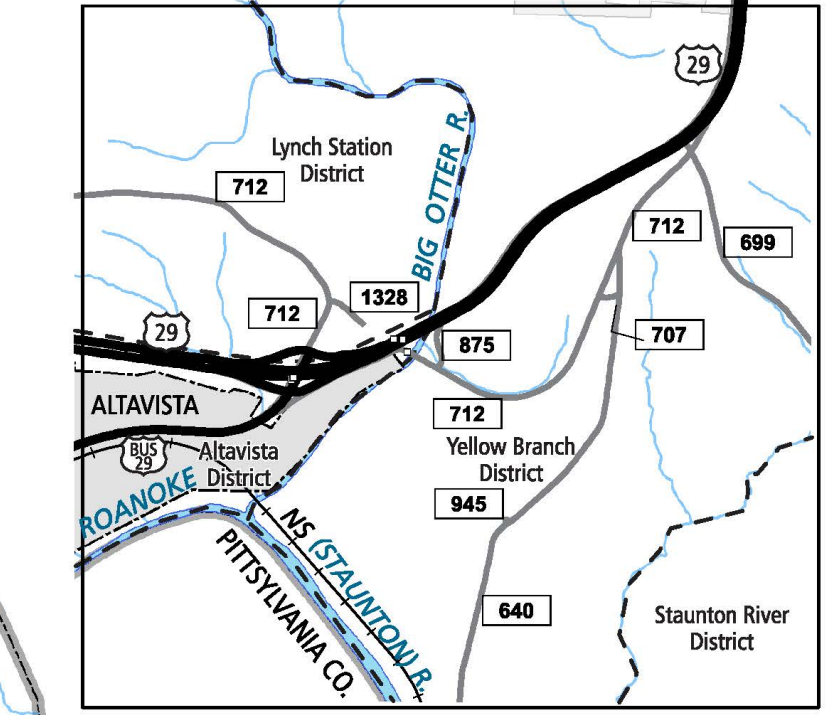 29
Lynch Station
District
712
BIG OTTER R.
712
699
1328
712
29
707
875
ALTAVISTA
712
BUS
29
Altavista
District
Yellow Branch
District
ROANOKE
945
NS
(STAUNTON) R.
PITTSYLVANIA CO.
640
Staunton River
District